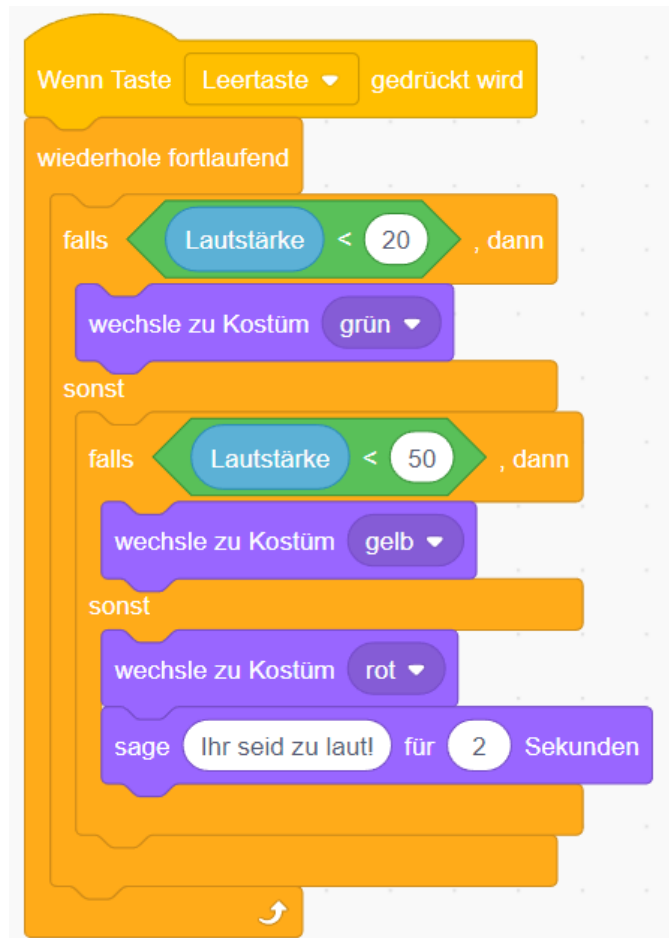 Wenn Taste Leertaste gedrückt wird
wiederhole fortlaufend
falls Lautstärke < 20 , dann
wechsle zu Kostüm grün
sonst
falls Lautstärke < 50 , dann
wechsle zu Kostüm gelb
sonst
wechsle zu Kostüm rot
sage Ihr seid zu laut! für 2 Sekunden